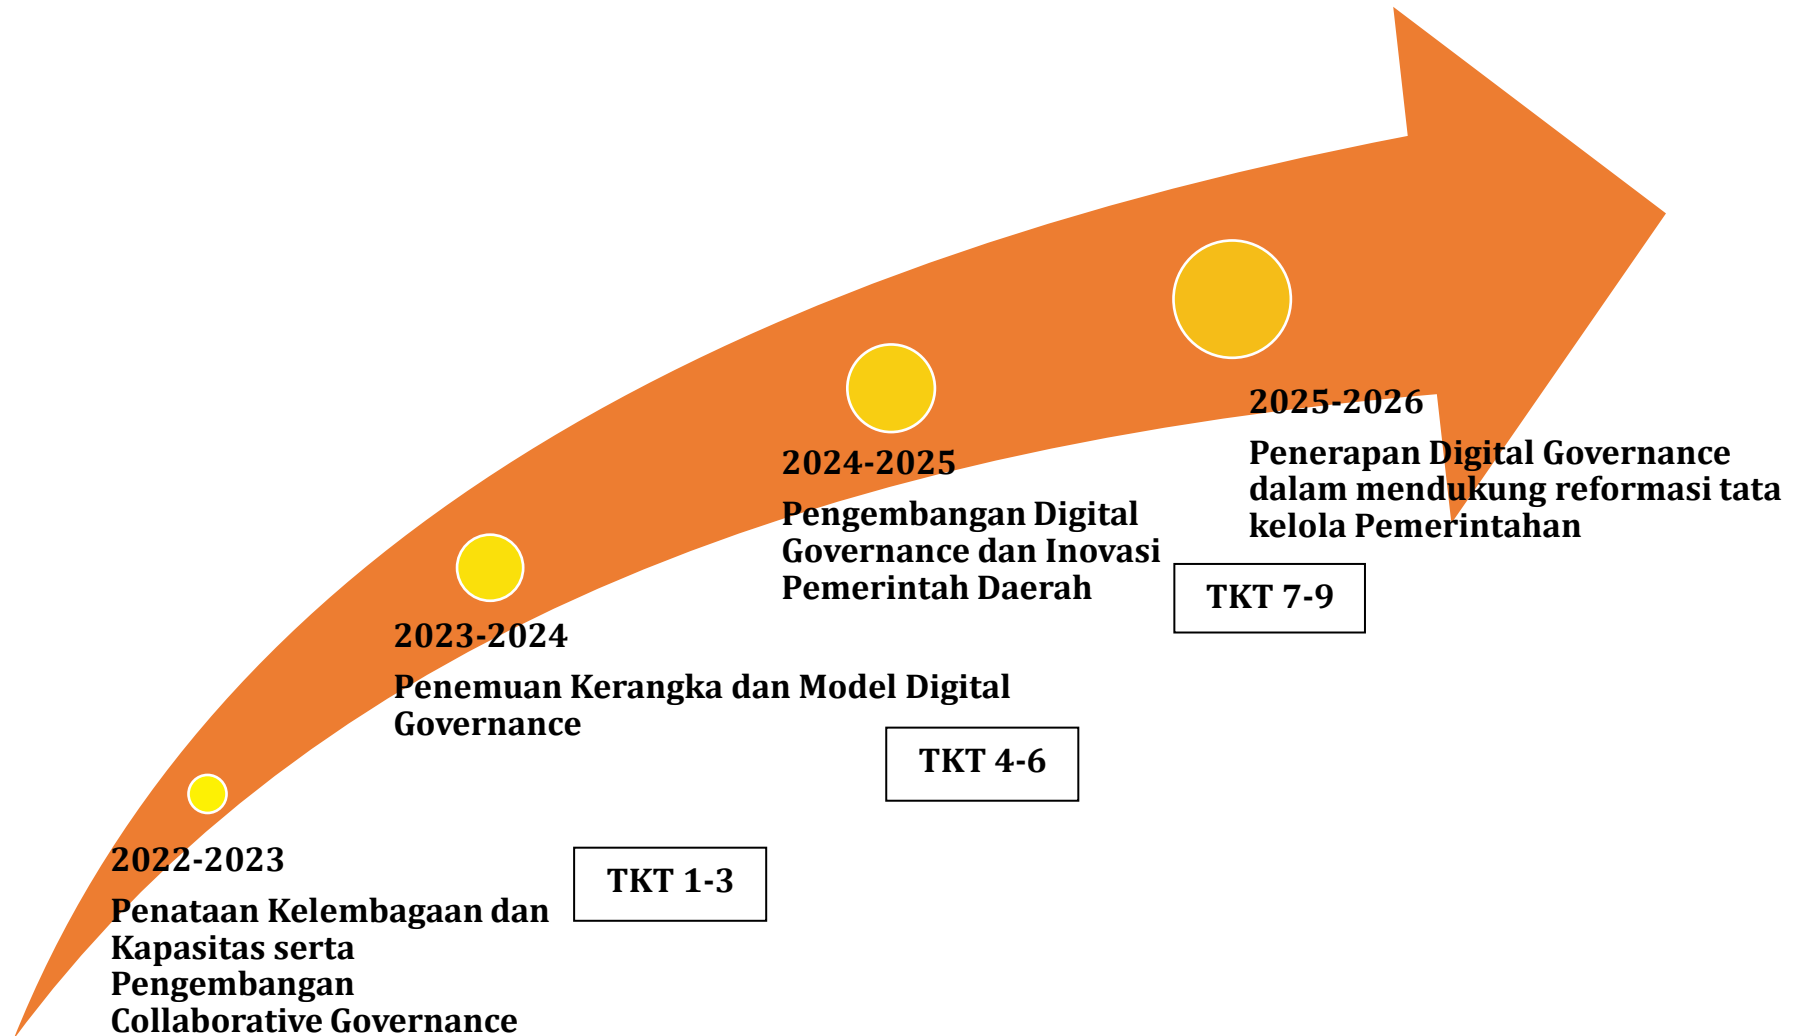 2025-2026
Penerapan Digital Governance
dalam mendukung reformasi tata
kelola Pemerintahan
2024-2025
Pengembangan Digital
Governance dan Inovasi
Pemerintah Daerah
TKT 7-9
2023-2024
Penemuan Kerangka dan Model Digital
Governance
TKT 4-6
2022-2023
Penataan Kelembagaan dan
Kapasitas serta
Pengembangan
Collaborative Governance
TKT 1-3